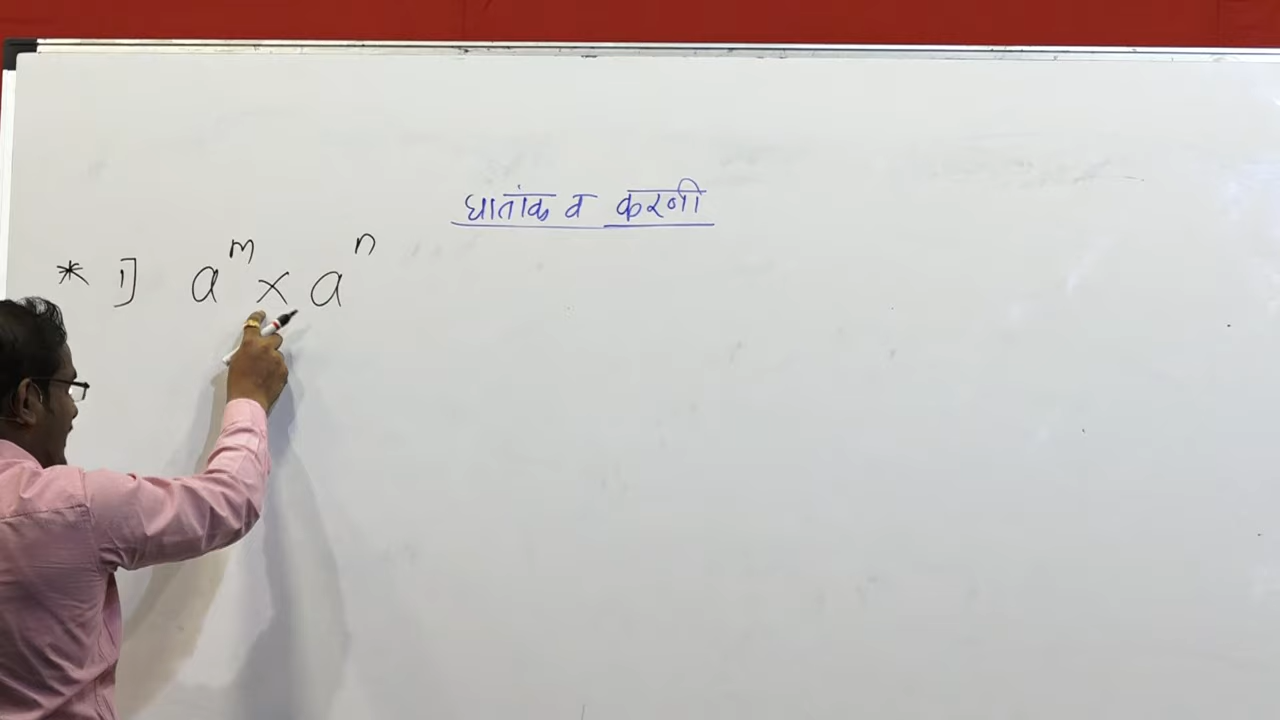 घातांक व करणी
* 1] a^m × a^n